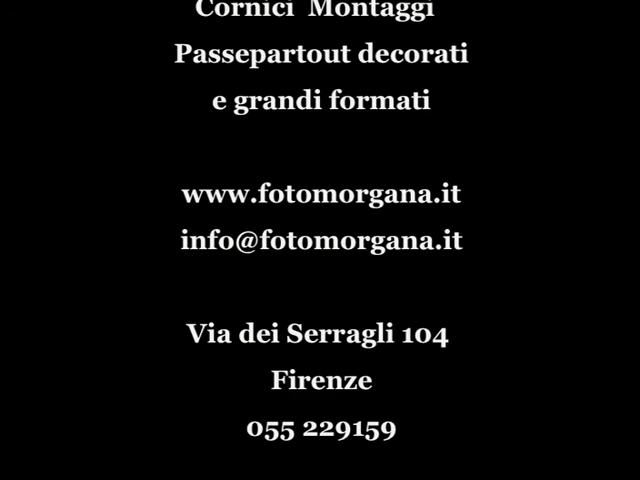 Cornici Montaggi
Passepartout decorati
e grandi formati
www.fotomorgana.it
info@fotomorgana.it
Via dei Serragli 104
Firenze
055 229159